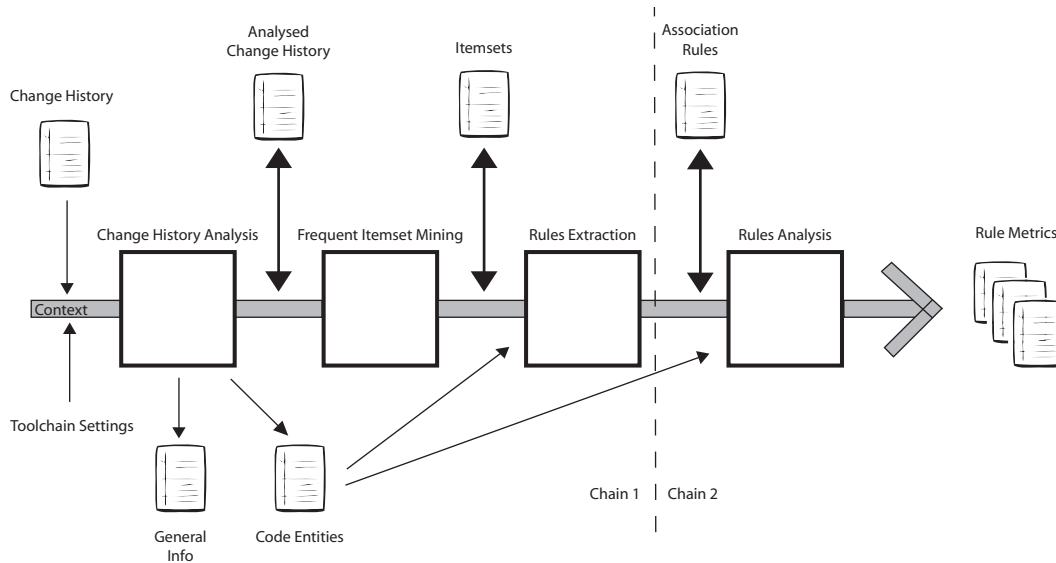 Analysed
Change History
Itemsets
Association
Rules
Change History
Change History Analysis
Frequent Itemset Mining
Rules Extraction
Rules Analysis
Rule Metrics
Context
Toolchain Settings
Chain 1
Chain 2
General
Info
Code Entities